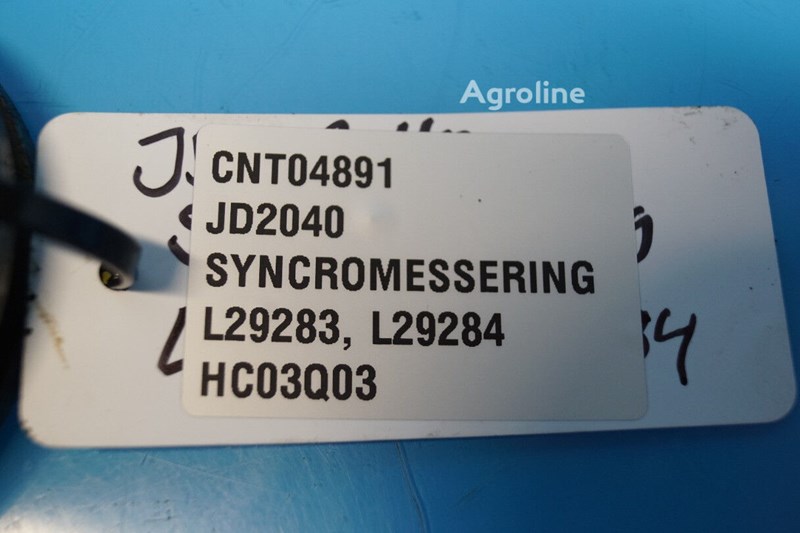 Agroline
CNT04891
JD2040
SYNCROMESSERING
L29283, L29284
HC03Q03